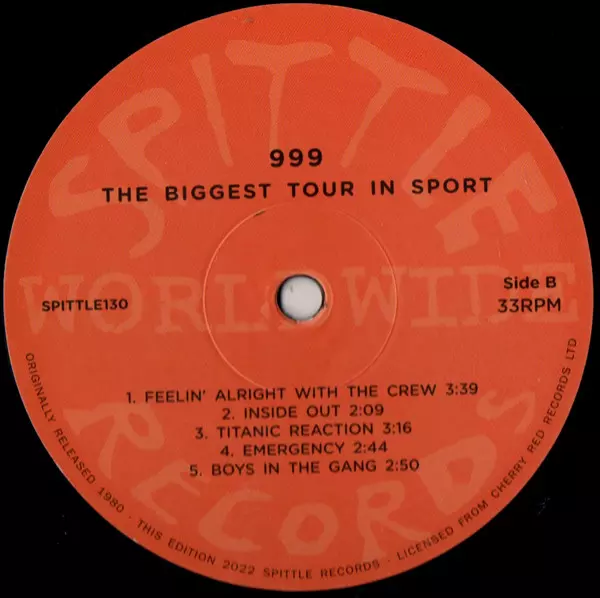 SPITTLE
999
THE BIGGEST TOUR IN SPORT
WORLDWIDE
SPITTLE130
Side B
33RPM
1. FEELIN' ALRIGHT WITH THE CREW 3:39
2. INSIDE OUT 2:09
3. TITANIC REACTION 3:16
4. EMERGENCY 2:44
5. BOYS IN THE GANG 2:50
RECORDS
ORIGINALLY RELEASED 1980 - THIS EDITION 2022 SPITTLE RECORDS - LICENSED FROM CHERRY RED RECORDS LTD